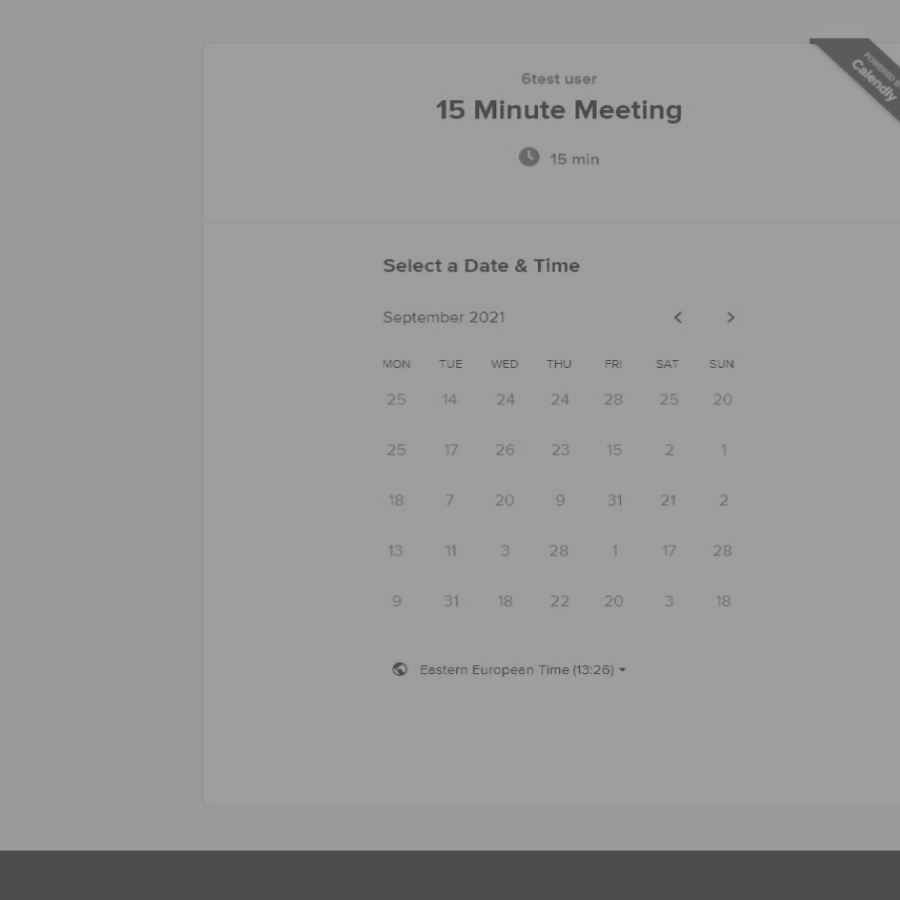 POWERED
Calendly
6test user
15 Minute Meeting
15 min
Select a Date & Time
September 2021
MON TUE WED THU FRI SAT SUN
25 14 24 24 28 25 20
25 17 26 23 15 2 1
18 7 20 9 31 21 2
13 11 3 28 1 17 28
9 31 18 22 20 3 18
Eastern European Time (13:26)